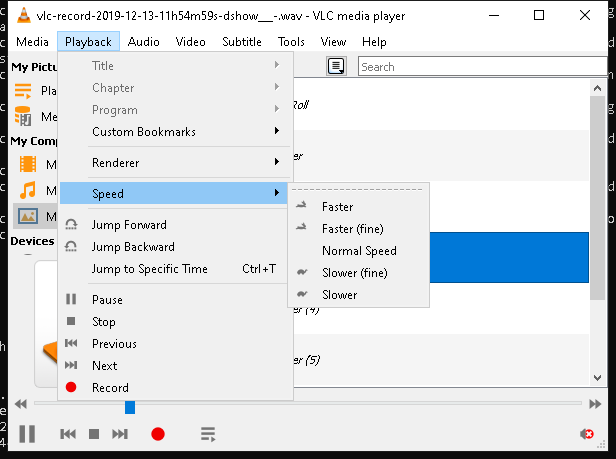 vlc-record-2019-12-13-11h54m59s-dshow__-.wav - VLC media player
Media Playback Audio Video Subtitle Tools View Help
My Pictu
Search
Title
Chapter
Program
Custom Bookmarks
Renderer
Speed
Jump Forward
Jump Backward
Jump to Specific Time Ctrl+T
Pause
Stop
Previous
Next
Record
Faster
Faster (fine)
Normal Speed
Slower (fine)
Slower
Pla
Me
My Comp
M
M
M
Devices
Roll
er
er (4)
er (5)